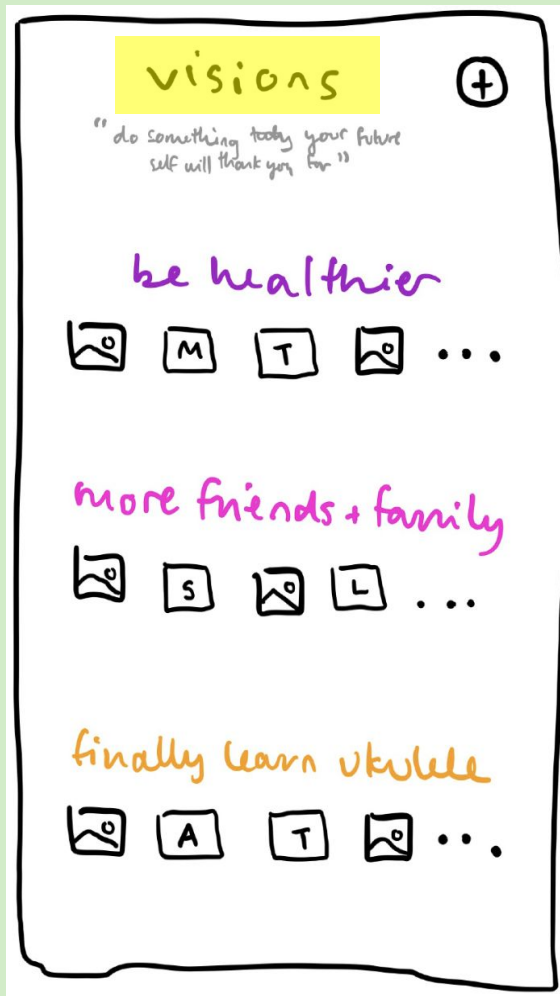 visions
"do something today your future
self will thank you for"
be healthier
M T ...
more friends + family
S L ...
finally learn ukulele
A T ...